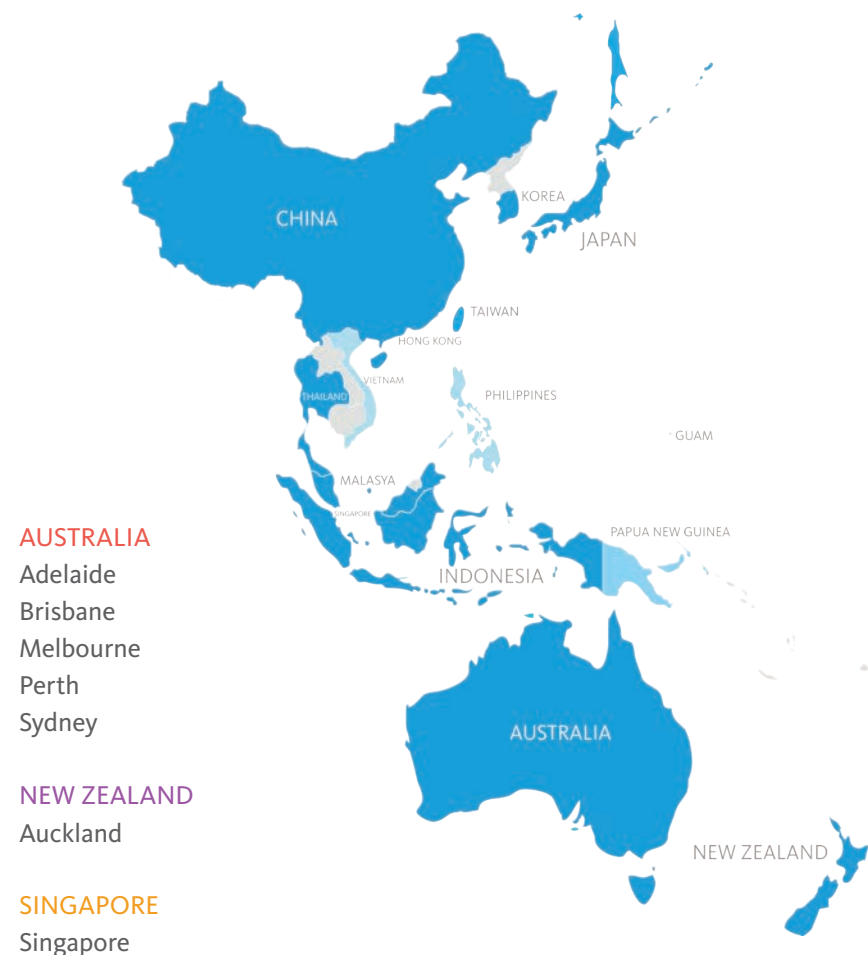 CHINA
KOREA
JAPAN
TAIWAN
HONG KONG
VIETNAM
THAILAND
PHILIPPINES
GUAM
MALASYA
SINGAPORE
PAPUA NEW GUINEA
INDONESIA
AUSTRALIA
NEW ZEALAND
AUSTRALIA
Adelaide
Brisbane
Melbourne
Perth
Sydney
NEW ZEALAND
Auckland
SINGAPORE
Singapore